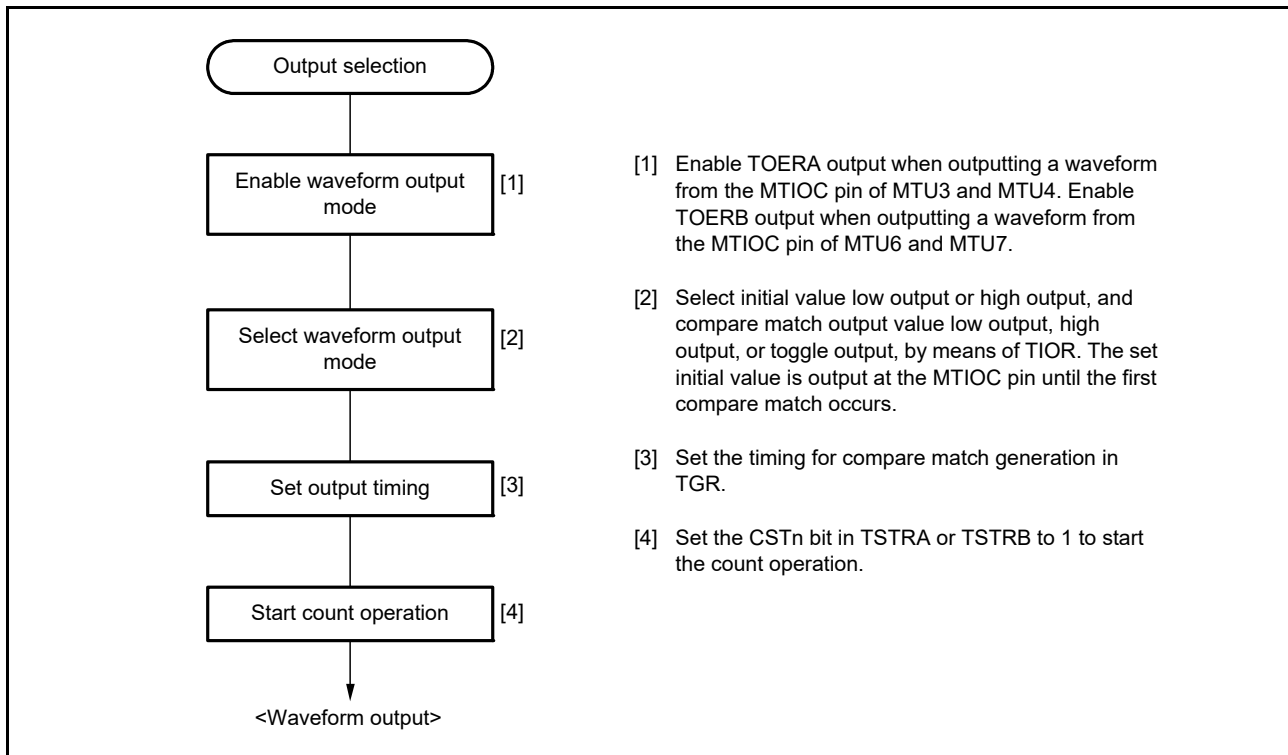 Output selection
Enable waveform output
mode
[1]
Select waveform output
mode
[2]
Set output timing
[3]
Start count operation
[4]
<Waveform output>
[1] Enable TOERA output when outputting a waveform
from the MTIOC pin of MTU3 and MTU4. Enable
TOERB output when outputting a waveform from
the MTIOC pin of MTU6 and MTU7.
[2] Select initial value low output or high output, and
compare match output value low output, high
output, or toggle output, by means of TIOR. The set
initial value is output at the MTIOC pin until the first
compare match occurs.
[3] Set the timing for compare match generation in
TGR.
[4] Set the CSTn bit in TSTRA or TSTRB to 1 to start
the count operation.